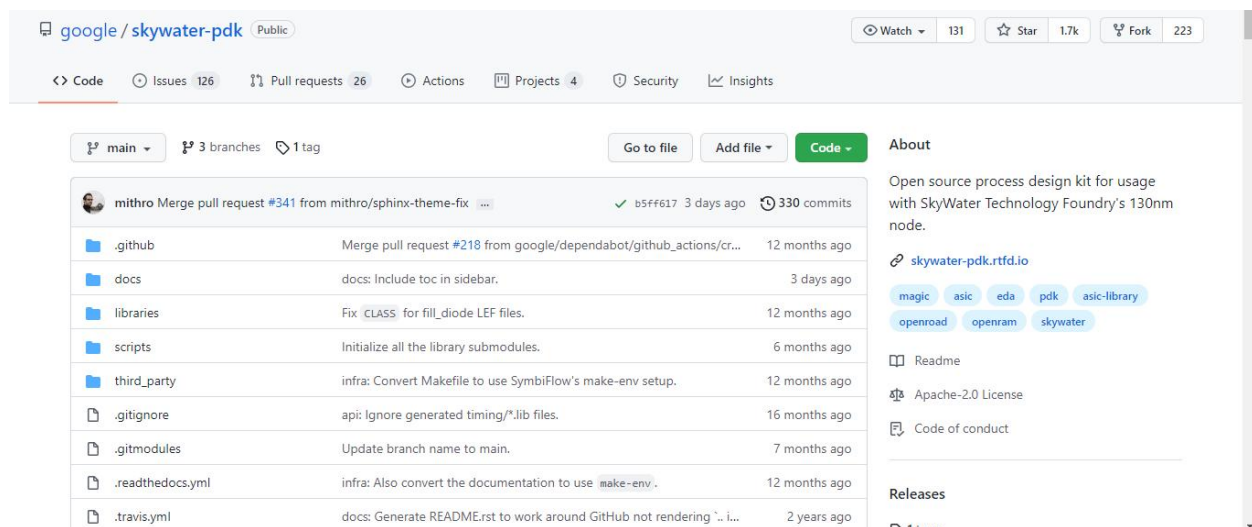 google / skywater-pdk Public
Watch 131 Star 1.7k Fork 223
Code Issues 126 Pull requests 26 Actions Projects 4 Security Insights
main 3 branches 1 tag Go to file Add file Code
mithro Merge pull request #341 from mithro/sphinx-theme-fix ... b5ff617 3 days ago 330 commits
.github Merge pull request #218 from google/dependabot/github_actions/cr... 12 months ago
docs docs: Include toc in sidebar. 3 days ago
libraries Fix CLASS for fill_diode LEF files. 12 months ago
scripts Initialize all the library submodules. 6 months ago
third_party infra: Convert Makefile to use SymbiFlow's make-env setup. 12 months ago
.gitignore api: Ignore generated timing/*.lib files. 16 months ago
.gitmodules Update branch name to main. 7 months ago
.readthedocs.yml infra: Also convert the documentation to use make-env. 12 months ago
.travis.yml docs: Generate README.rst to work around GitHub not rendering `.. i... 2 years ago
About
Open source process design kit for usage
with SkyWater Technology Foundry's 130nm
node.
skywater-pdk.rtfd.io
magic asic eda pdk asic-library
openroad openram skywater
Readme
Apache-2.0 License
Code of conduct
Releases